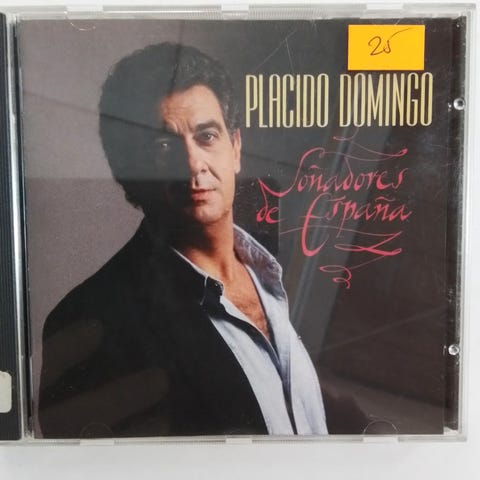 25
PLACIDO DOMINGO
Soñadores
de España